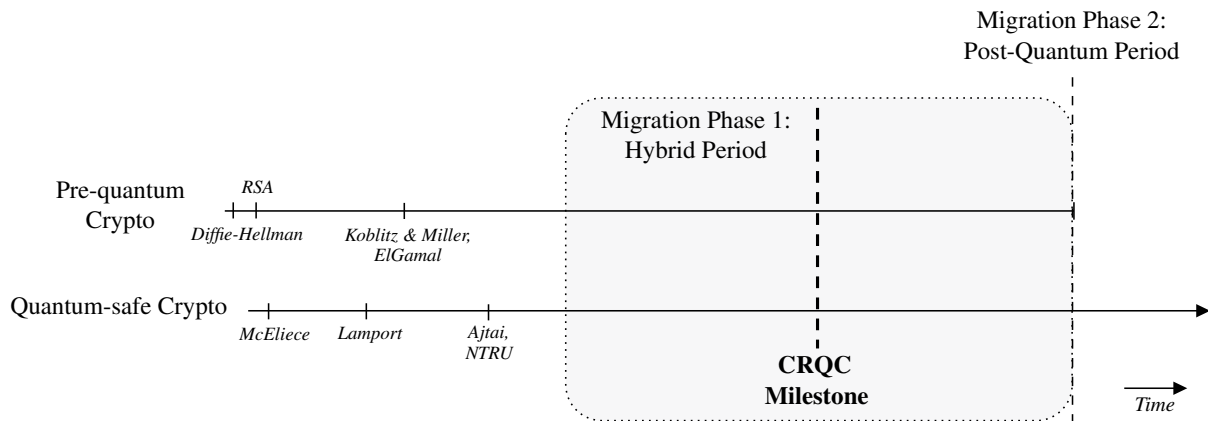 Migration Phase 2:
Post-Quantum Period
Migration Phase 1:
Hybrid Period
Pre-quantum
Crypto
RSA
Diffie-Hellman
Koblitz & Miller,
ElGamal
Quantum-safe Crypto
McEliece
Lamport
Ajtai,
NTRU
CRQC
Milestone
Time